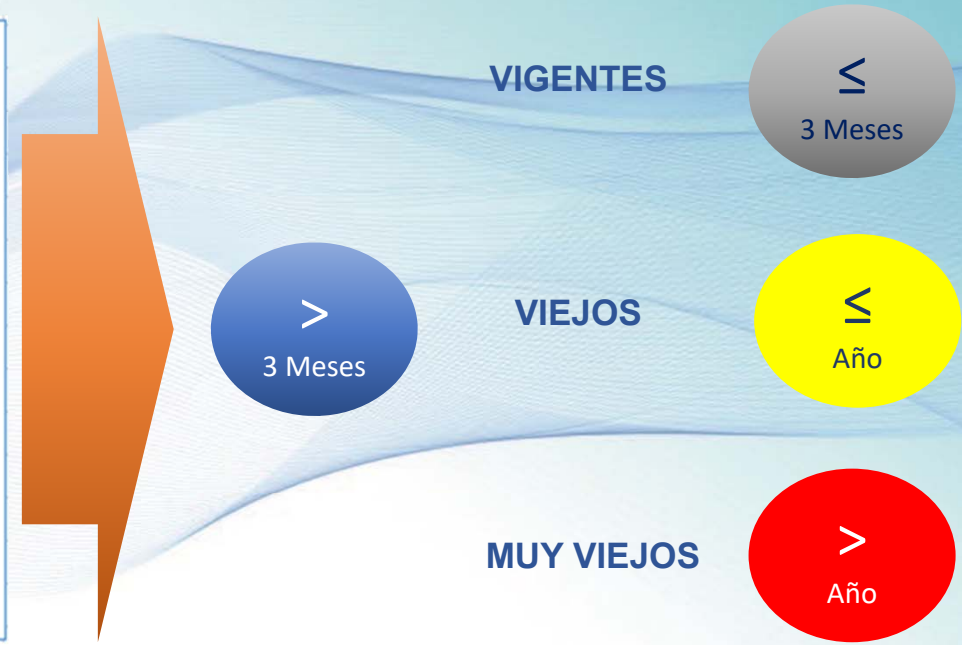 VIGENTES
≤
3 Meses
>
3 Meses
VIEJOS
≤
Año
MUY VIEJOS
>
Año